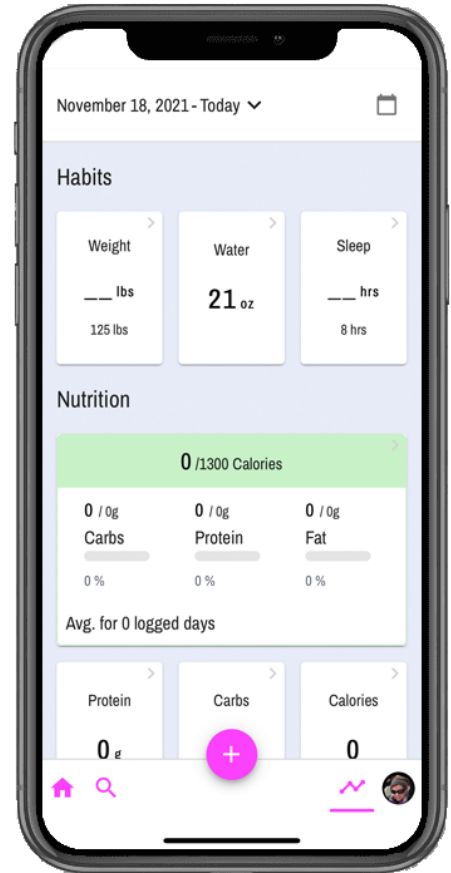 November 18, 2021 - Today
Habits
Weight
__ lbs
125 lbs
Water
21 oz
Sleep
__ hrs
8 hrs
Nutrition
0 /1300 Calories
0 / 0g
Carbs
0 %
0 / 0g
Protein
0 %
0 / 0g
Fat
0 %
Avg. for 0 logged days
Protein
0 g
Carbs
Calories
0
+